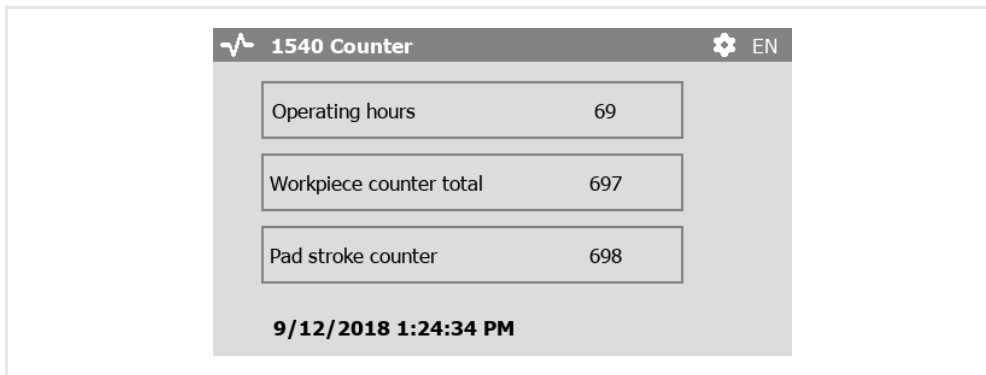 1540 Counter EN
Operating hours 69
Workpiece counter total 697
Pad stroke counter 698
9/12/2018 1:24:34 PM